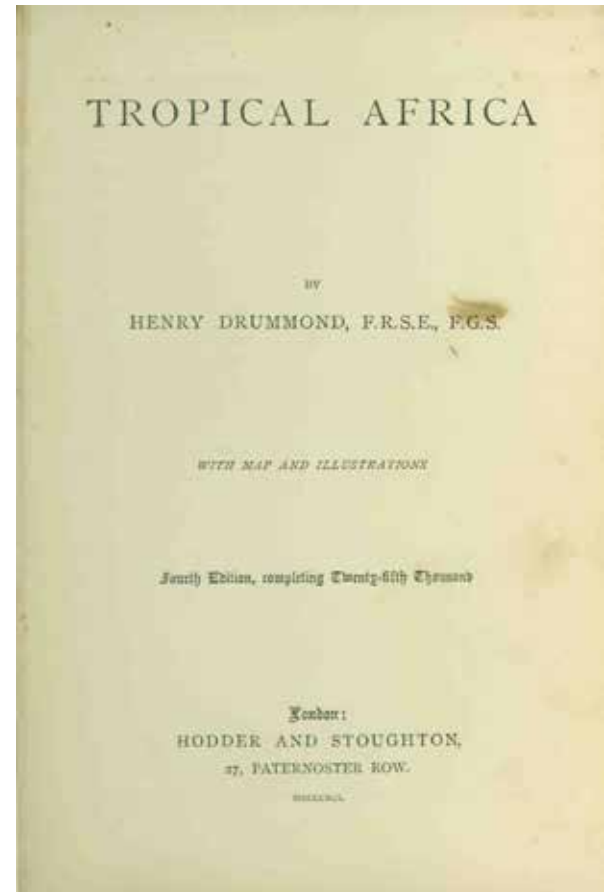 TROPICAL AFRICA
BY
HENRY DRUMMOND, F.R.S.E., F.G.S.
WITH MAP AND ILLUSTRATIONS
Fourth Edition, completing Twenty-fifth Thousand
London:
HODDER AND STOUGHTON,
27, PATERNOSTER ROW.